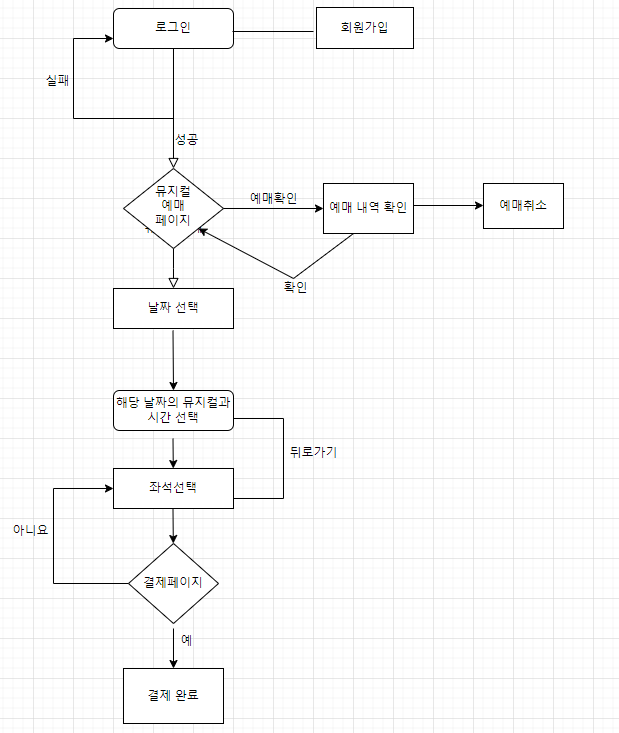 로그인
회원가입
실패
성공
뮤지컬
예매
페이지
예매확인
예매 내역 확인
예매취소
확인
날짜 선택
해당 날짜의 뮤지컬과
시간 선택
뒤로가기
좌석선택
아니요
결제페이지
예
결제 완료